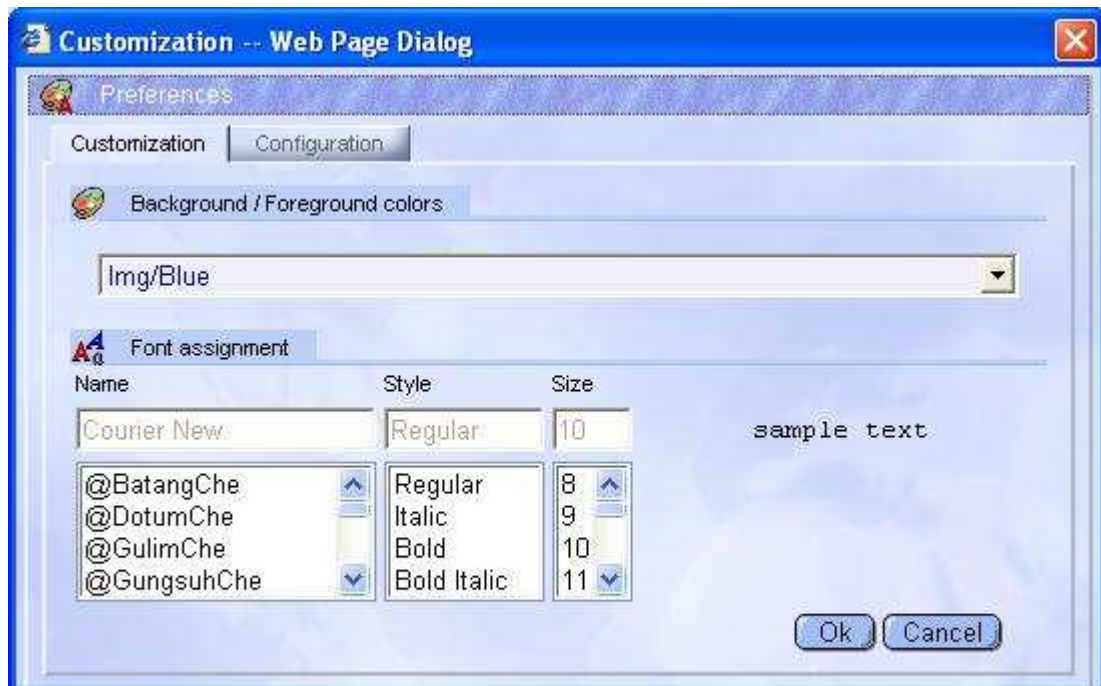 Customization -- Web Page Dialog
Preferences
Customization Configuration
Background / Foreground colors
Img/Blue
Font assignment
Name Style Size
Courier New Regular 10 sample text
@BatangChe Regular 8
@DotumChe Italic 9
@GulimChe Bold 10
@GungsuhChe Bold Italic 11
Ok Cancel